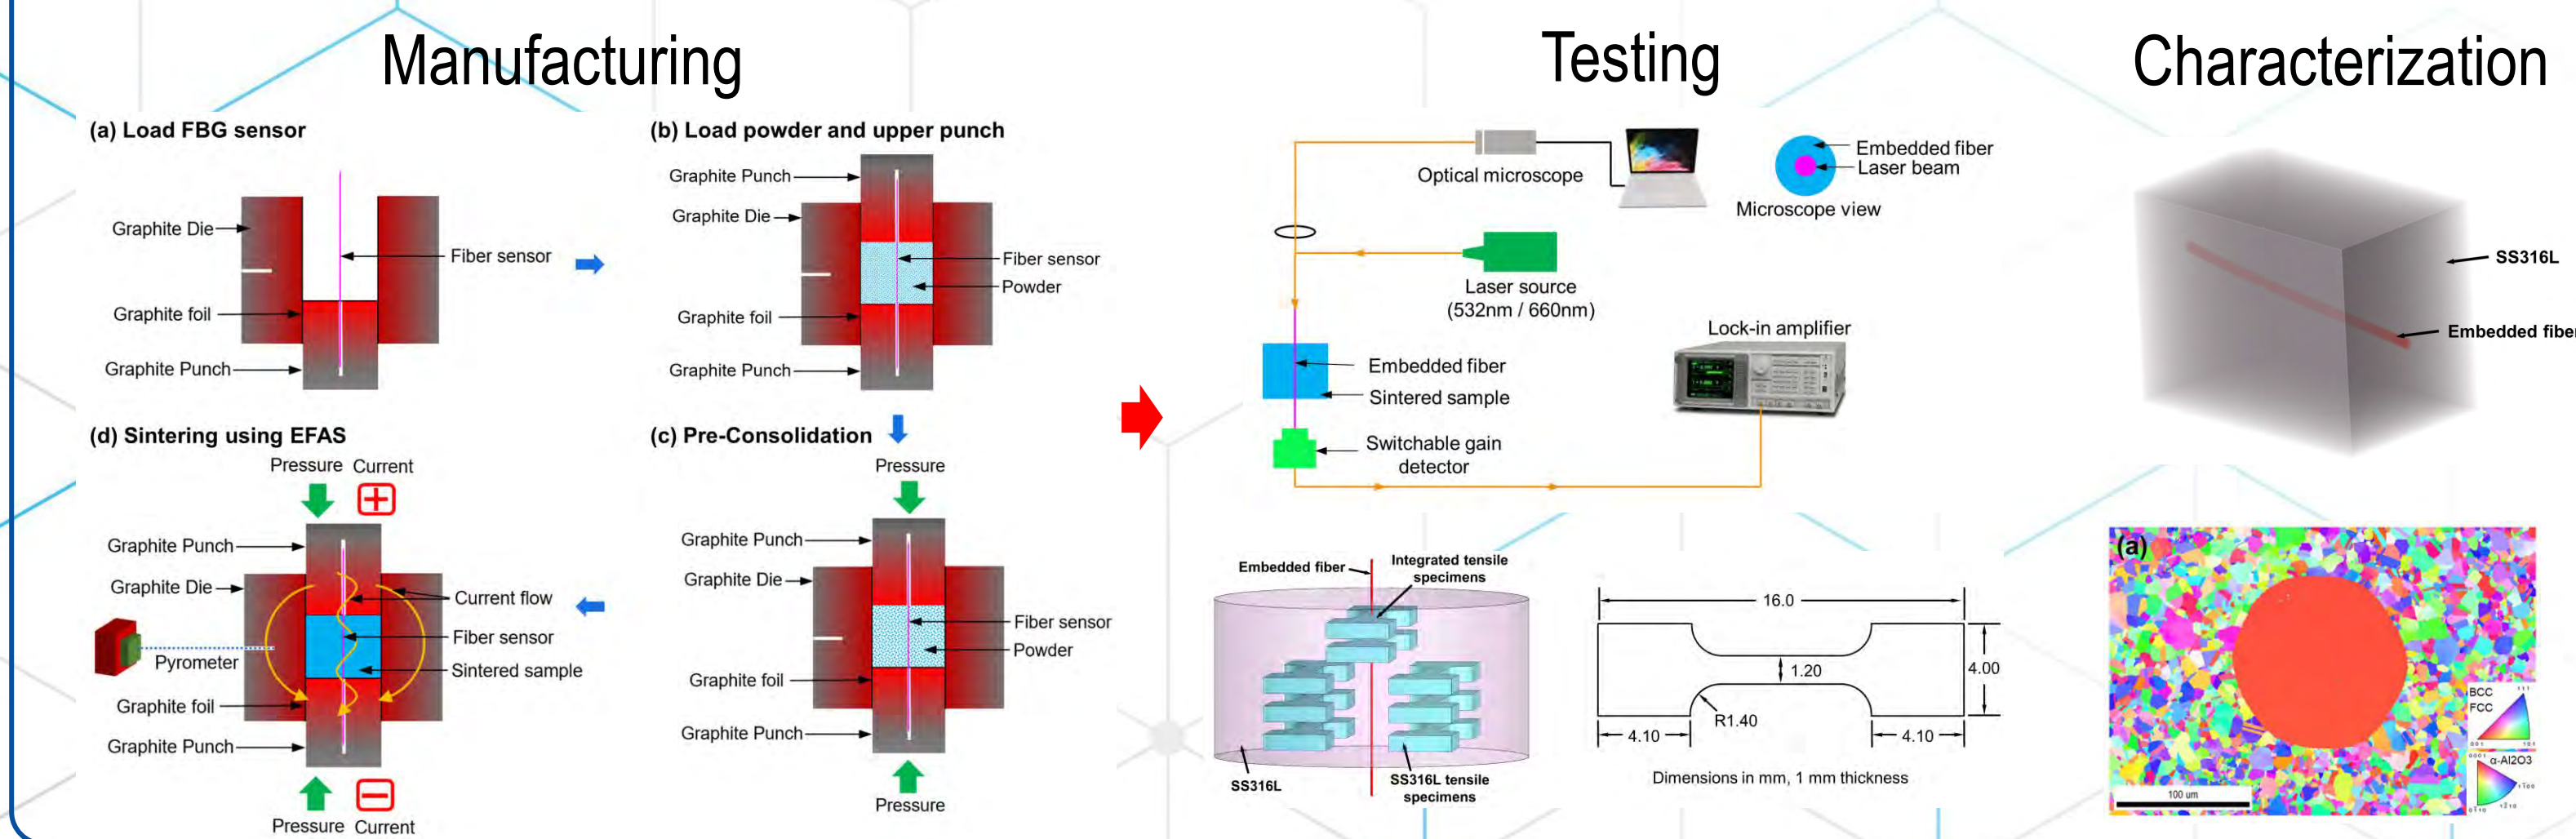 Manufacturing
Testing
Characterization
(a) Load FBG sensor
Graphite Die
Fiber sensor
Graphite foil
Graphite Punch
(b) Load powder and upper punch
Graphite Punch
Graphite Die
Fiber sensor
Powder
Graphite foil
Graphite Punch
(d) Sintering using EFAS
Pressure Current
Graphite Punch
Graphite Die
Current flow
Fiber sensor
Pyrometer
Sintered sample
Graphite foil
Graphite Punch
Pressure Current
(c) Pre-Consolidation
Pressure
Graphite Punch
Graphite Die
Fiber sensor
Powder
Graphite foil
Graphite Punch
Pressure
Optical microscope
Embedded fiber
Laser beam
Microscope view
Laser source
(532nm / 660nm)
Lock-in amplifier
Embedded fiber
Sintered sample
Switchable gain
detector
Embedded fiber
Integrated tensile
specimens
SS316L
SS316L tensile
specimens
16.0
1.20
4.00
R1.40
4.10
4.10
Dimensions in mm, 1 mm thickness
SS316L
Embedded fiber
(a)
BCC
FCC
111
001
101
α-Al2O3
0001
100 um